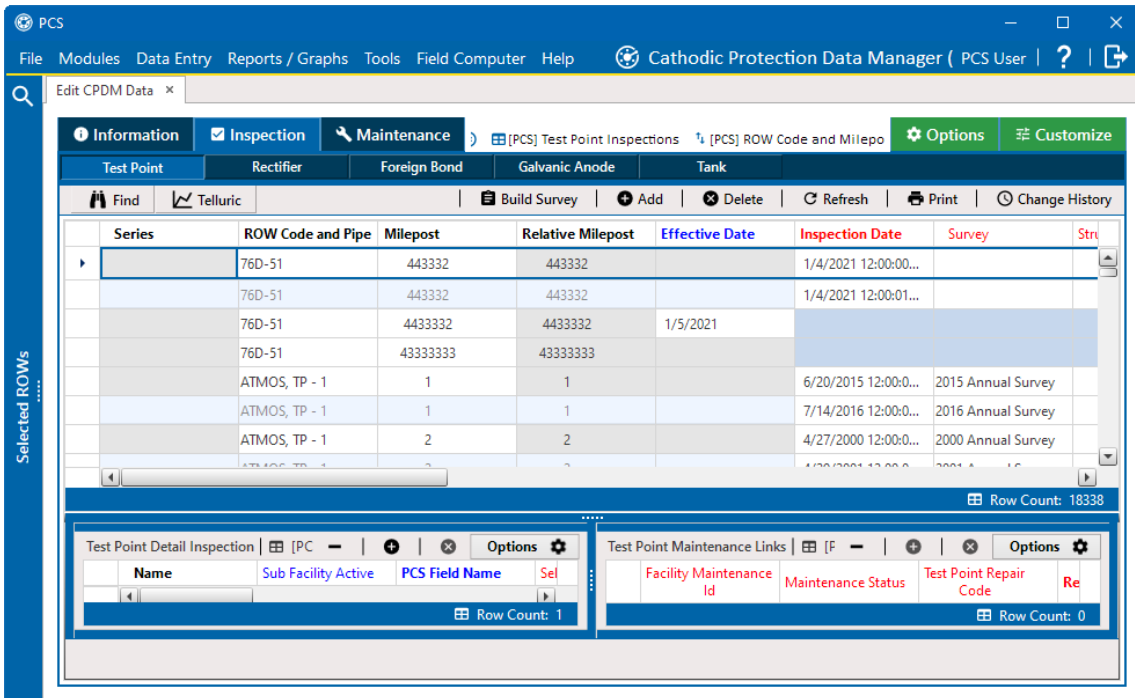 PCS
File Modules Data Entry Reports / Graphs Tools Field Computer Help Cathodic Protection Data Manager ( PCS User | ? |
Edit CPDM Data ×
Information Inspection Maintenance [PCS] Test Point Inspections [PCS] ROW Code and Milepo Options Customize
Test Point Rectifier Foreign Bond Galvanic Anode Tank
Find Telluric | Build Survey | Add | Delete | Refresh | Print | Change History
Series ROW Code and Pipe Milepost Relative Milepost Effective Date Inspection Date Survey Stru
76D-51 443332 443332 1/4/2021 12:00:00...
76D-51 443332 443332 1/4/2021 12:00:01...
76D-51 4433332 4433332 1/5/2021
76D-51 43333333 43333333
ATMOS, TP - 1 1 1 6/20/2015 12:00:0... 2015 Annual Survey
ATMOS, TP - 1 1 1 7/14/2016 12:00:0... 2016 Annual Survey
ATMOS, TP - 1 2 2 4/27/2000 12:00:0... 2000 Annual Survey
Row Count: 18338
Selected ROWs
Test Point Detail Inspection | [PC | | Options
Name Sub Facility Active PCS Field Name Sel
Row Count: 1
Test Point Maintenance Links | [F | | Options
Facility Maintenance Id Maintenance Status Test Point Repair Code Re
Row Count: 0